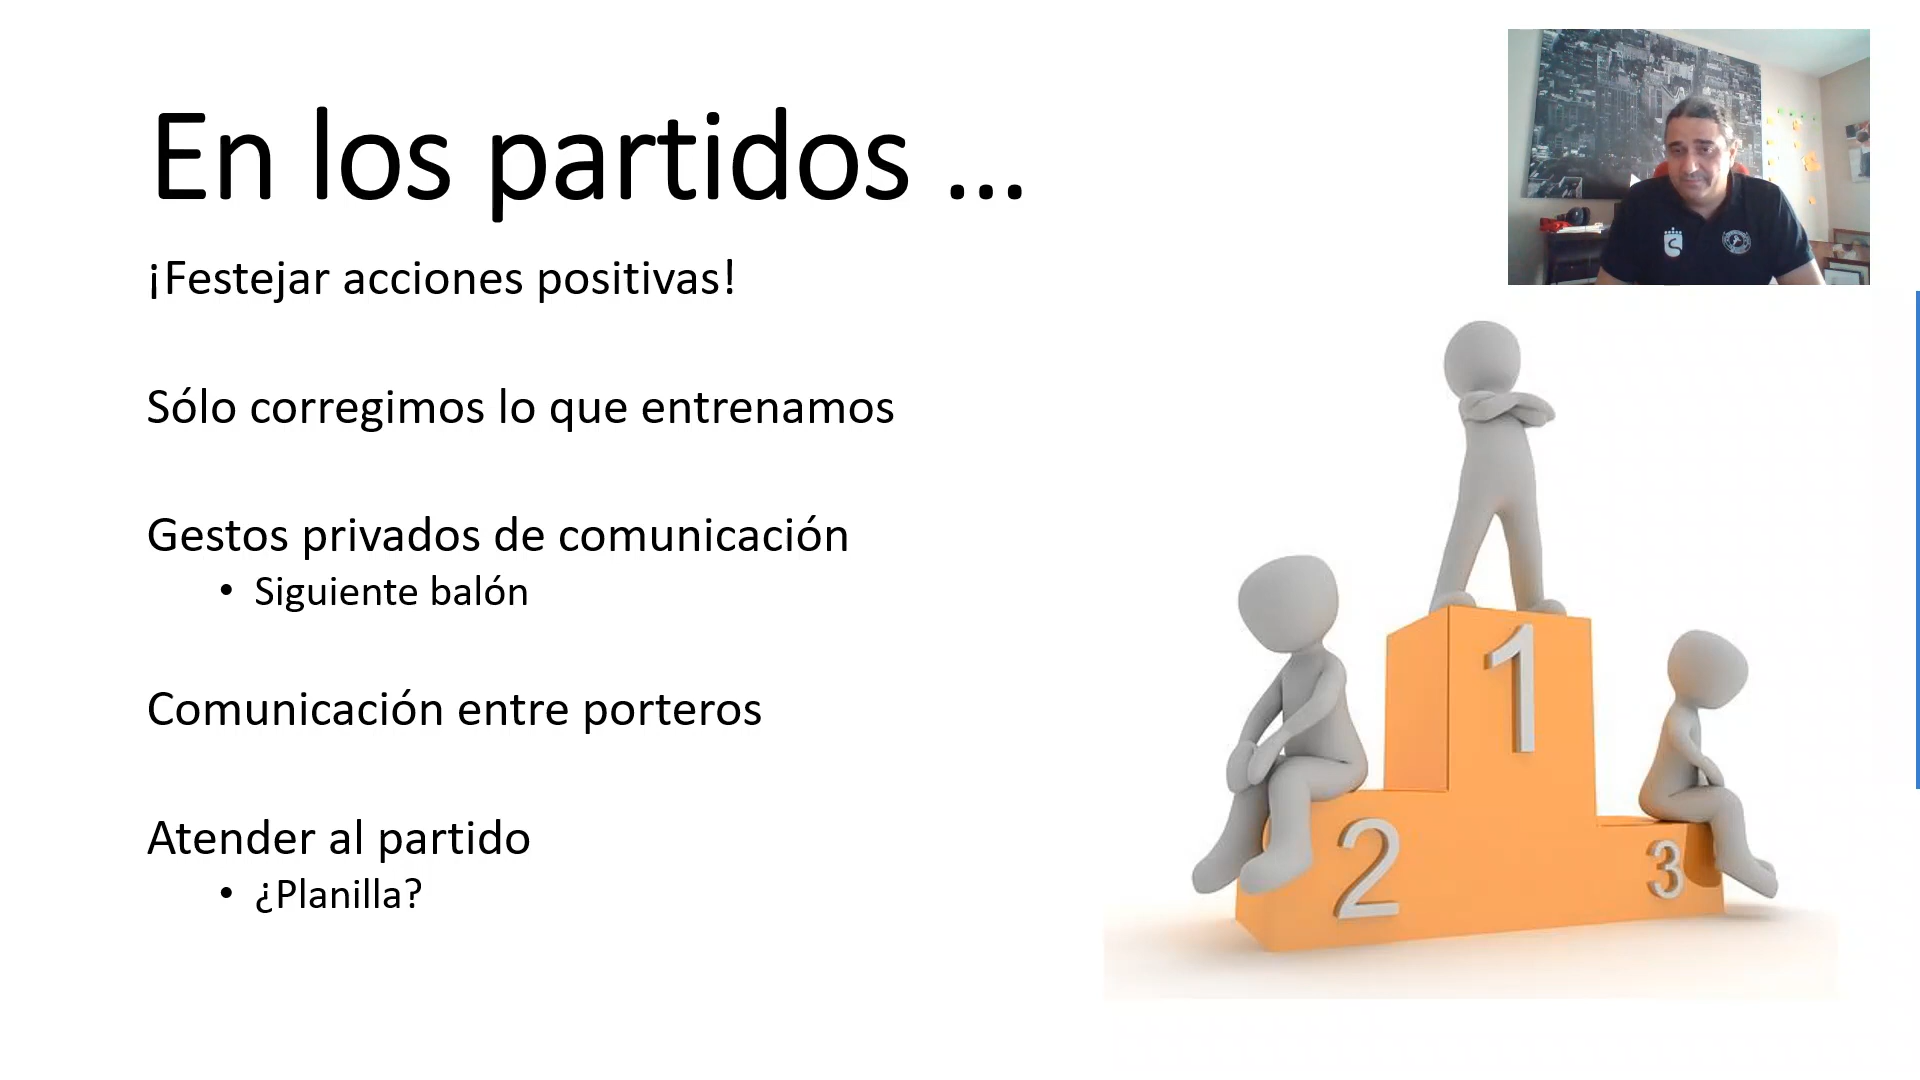 En los partidos ...
¡Festejar acciones positivas!
Sólo corregimos lo que entrenamos
Gestos privados de comunicación
• Siguiente balón
Comunicación entre porteros
Atender al partido
• ¿Planilla?
1
2
3